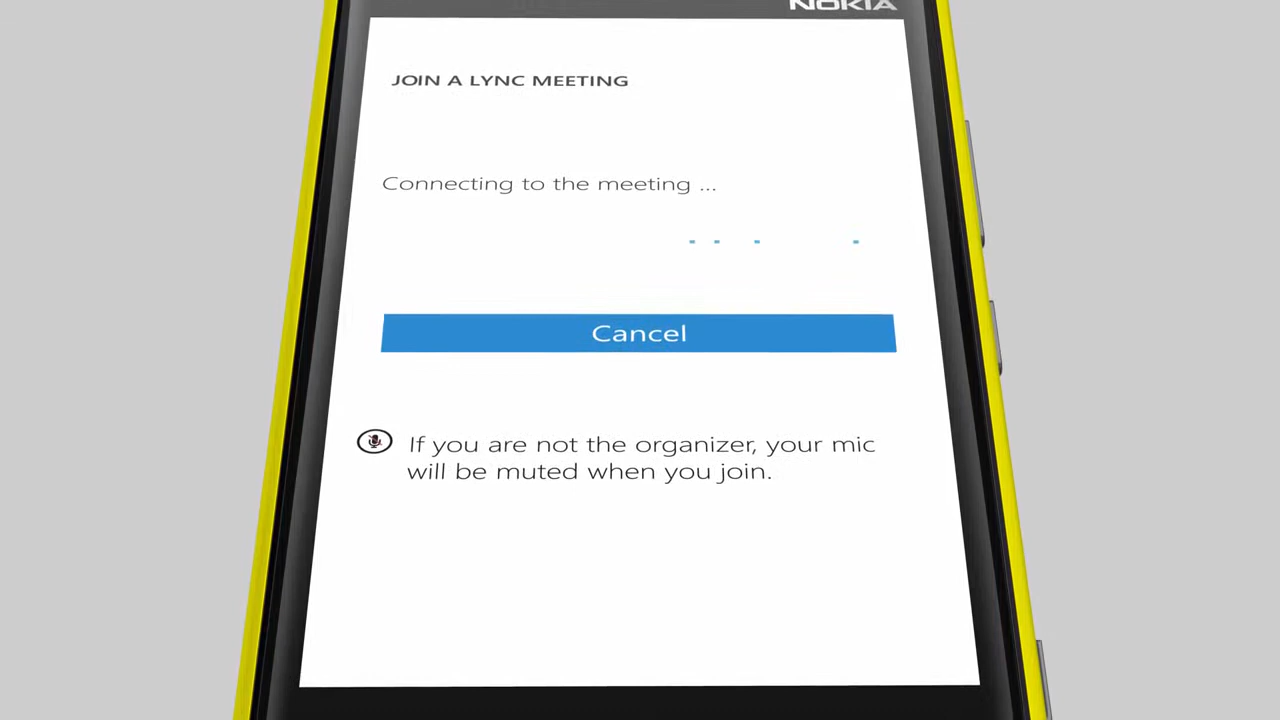 NOKIA
JOIN A LYNC MEETING
Connecting to the meeting ...
Cancel
If you are not the organizer, your mic
will be muted when you join.